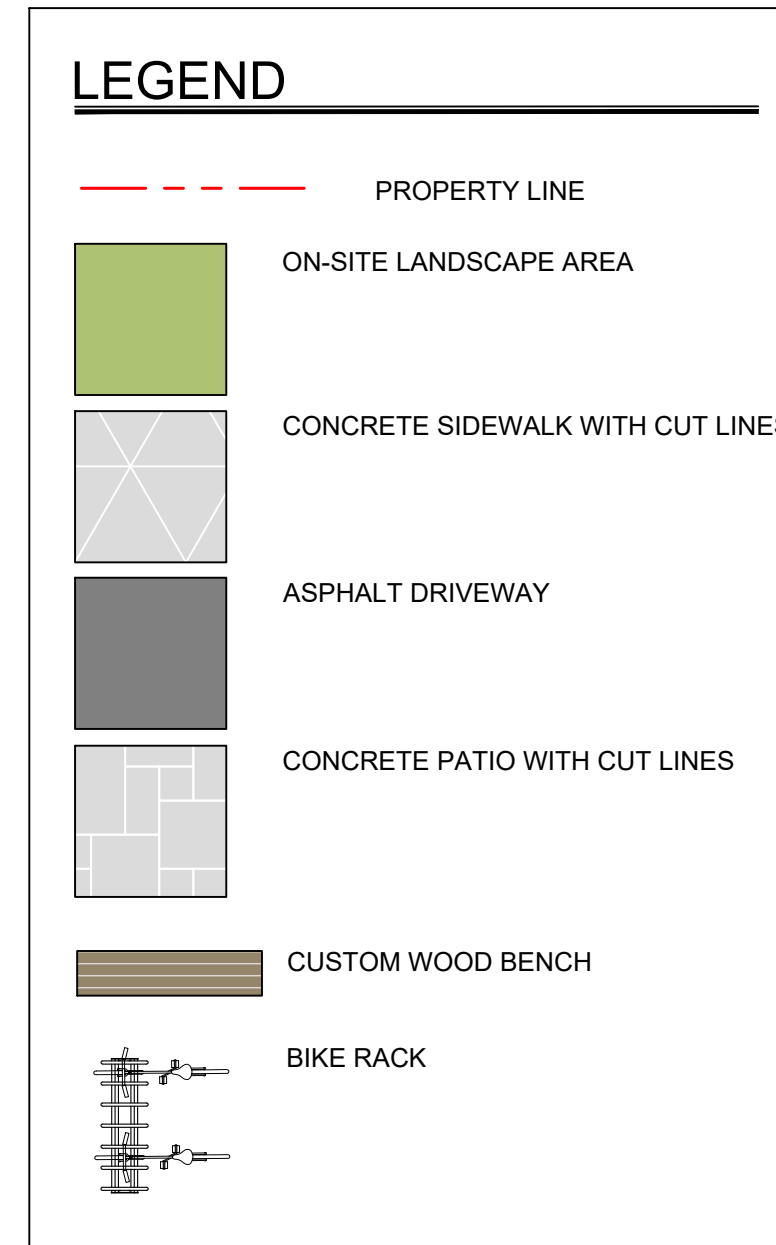 LEGEND
PROPERTY LINE
ON-SITE LANDSCAPE AREA
CONCRETE SIDEWALK WITH CUT LINES
ASPHALT DRIVEWAY
CONCRETE PATIO WITH CUT LINES
CUSTOM WOOD BENCH
BIKE RACK